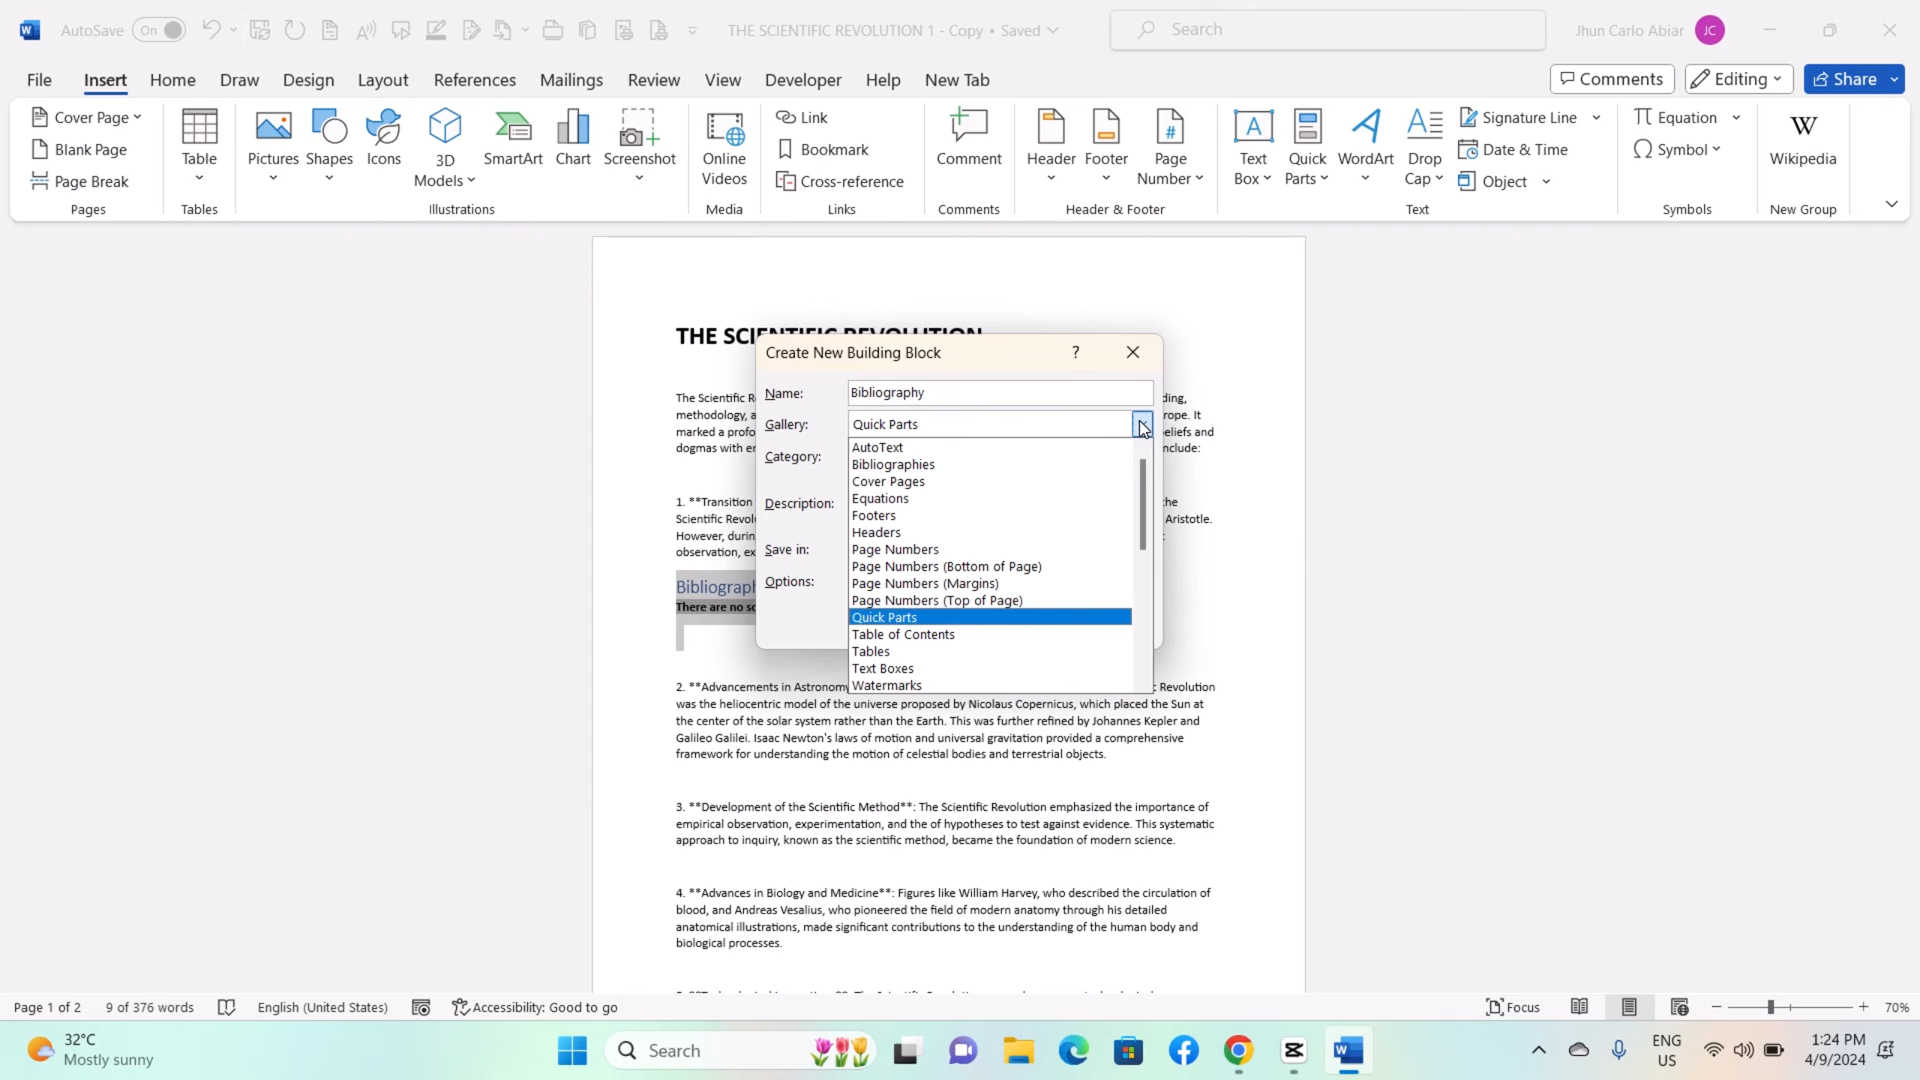 AutoSave On THE SCIENTIFIC REVOLUTION 1 - Copy • Saved Search Jhun Carlo Abiar JC
File Insert Home Draw Design Layout References Mailings Review View Developer Help New Tab Comments Editing Share
Cover Page
Blank Page
Page Break
Pages
Table
Tables
Pictures Shapes Icons 3D Models SmartArt Chart Screenshot
Illustrations
Online Videos
Media
Link
Bookmark
Cross-reference
Links
Comment
Comments
Header Footer Page Number
Header & Footer
Text Box Quick Parts WordArt Drop Cap
Signature Line
Date & Time
Object
Text
Equation
Symbol
Symbols
Wikipedia
New Group
THE SCIENTIFIC REVOLUTION
The Scientific R ding,
methodology, a rope. It
marked a profo eliefs and
dogmas with e nclude:
1. **Transition the
Scientific Revol Aristotle.
However, durin
observation, ex
Bibliograph
There are no so
Create New Building Block ?
Name: Bibliography
Gallery: Quick Parts
Category:
Description:
Save in:
Options:
AutoText
Bibliographies
Cover Pages
Equations
Footers
Headers
Page Numbers
Page Numbers (Bottom of Page)
Page Numbers (Margins)
Page Numbers (Top of Page)
Quick Parts
Table of Contents
Tables
Text Boxes
Watermarks
2. **Advancements in Astronomy c Revolution
was the heliocentric model of the universe proposed by Nicolaus Copernicus, which placed the Sun at
the center of the solar system rather than the Earth. This was further refined by Johannes Kepler and
Galileo Galilei. Isaac Newton's laws of motion and universal gravitation provided a comprehensive
framework for understanding the motion of celestial bodies and terrestrial objects.
3. **Development of the Scientific Method**: The Scientific Revolution emphasized the importance of
empirical observation, experimentation, and the of hypotheses to test against evidence. This systematic
approach to inquiry, known as the scientific method, became the foundation of modern science.
4. **Advances in Biology and Medicine**: Figures like William Harvey, who described the circulation of
blood, and Andreas Vesalius, who pioneered the field of modern anatomy through his detailed
anatomical illustrations, made significant contributions to the understanding of the human body and
biological processes.
Page 1 of 2 9 of 376 words English (United States) Accessibility: Good to go Focus 70%
32°C
Mostly sunny
Search
ENG
US
1:24 PM
4/9/2024